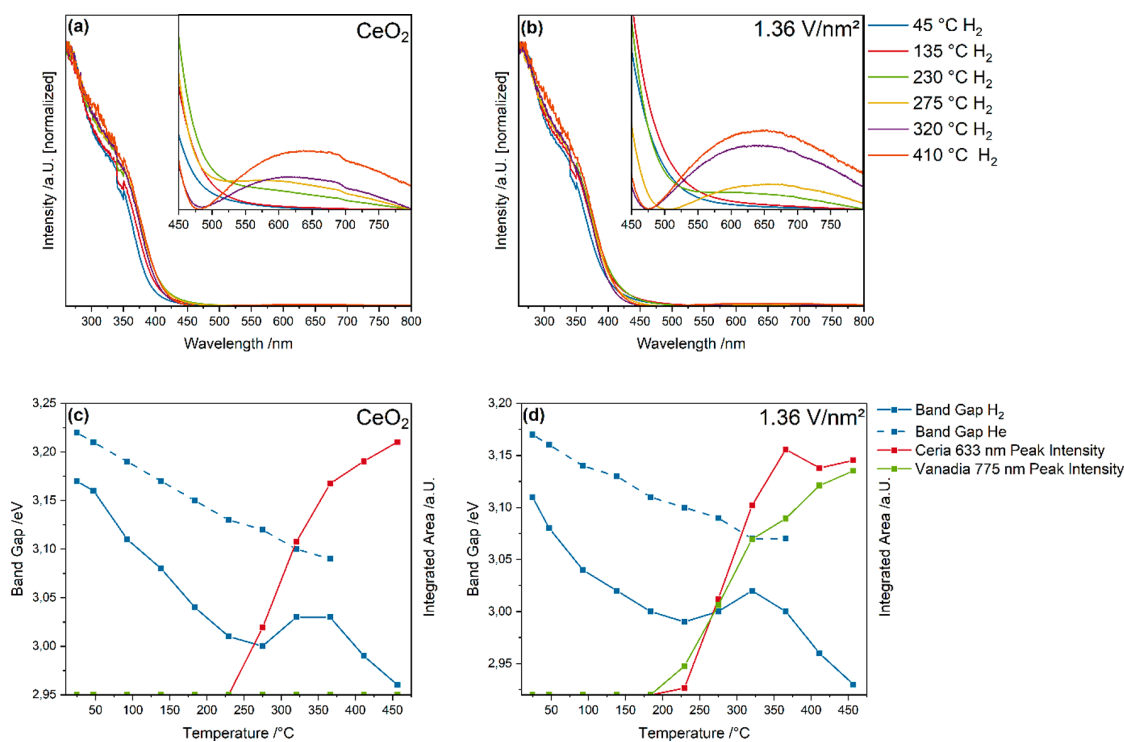 (a)
CeO₂
Intensity /a.U. [normalized]
450 500 550 600 650 700 750
300 350 400 450 500 550 600 650 700 750 800
Wavelength /nm
(b)
1.36 V/nm²
Intensity /a.U. [normalized]
450 500 550 600 650 700 750
300 350 400 450 500 550 600 650 700 750 800
Wavelength /nm
45 °C H₂
135 °C H₂
230 °C H₂
275 °C H₂
320 °C H₂
410 °C H₂
(c)
CeO₂
Band Gap /eV
3,25
3,20
3,15
3,10
3,05
3,00
2,95
Integrated Area /a.U.
50 100 150 200 250 300 350 400 450
Temperature /°C
(d)
1.36 V/nm²
Band Gap /eV
3,20
3,15
3,10
3,05
3,00
2,95
Integrated Area /a.U.
50 100 150 200 250 300 350 400 450
Temperature /°C
Band Gap H₂
Band Gap He
Ceria 633 nm Peak Intensity
Vanadia 775 nm Peak Intensity